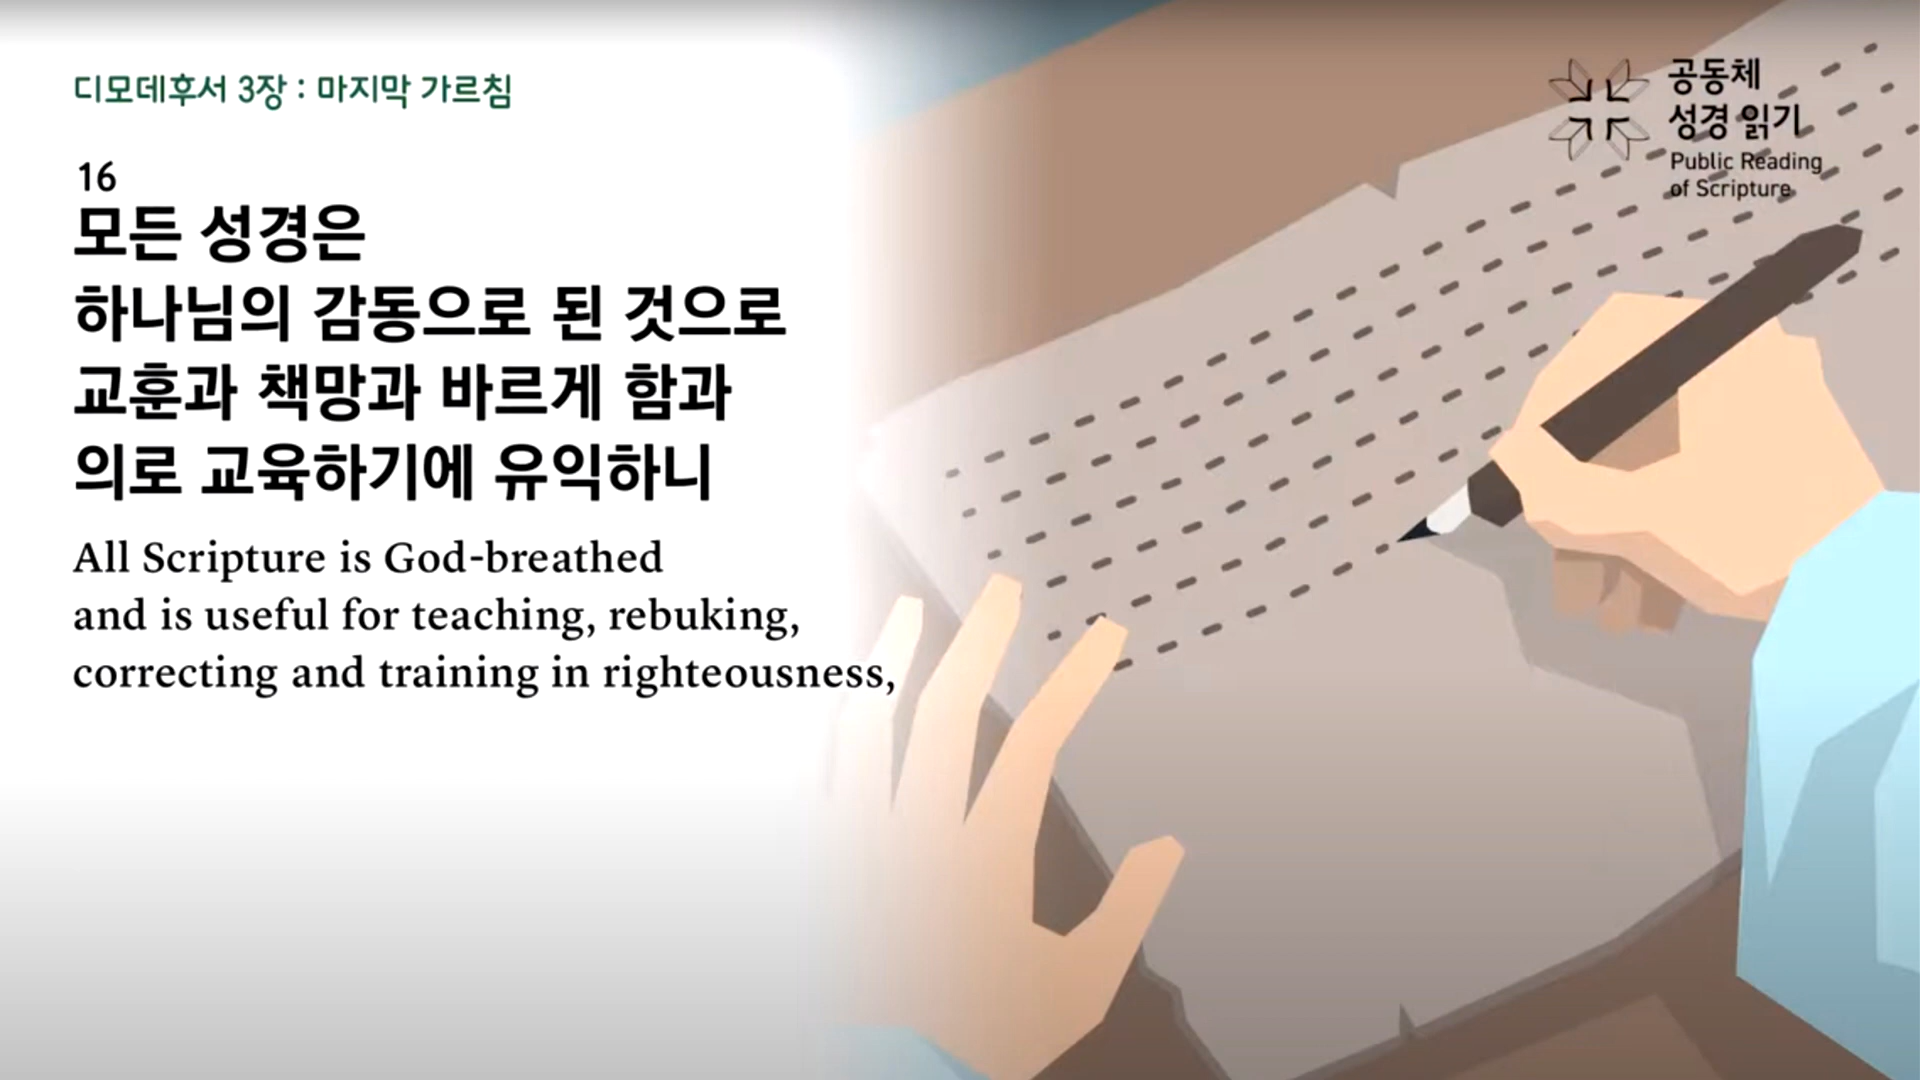 디모데후서 3장 : 마지막 가르침
16
모든 성경은
하나님의 감동으로 된 것으로
교훈과 책망과 바르게 함과
의로 교육하기에 유익하니
All Scripture is God-breathed
and is useful for teaching, rebuking,
correcting and training in righteousness,
공동체
성경 읽기
Public Reading
of Scripture